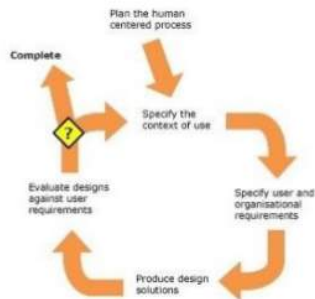 Plan the human
centered process
Complete
?
Specify the
context of use
Evaluate designs
against user
requirements
Specify user and
organisational
requirements
Produce design
solutions